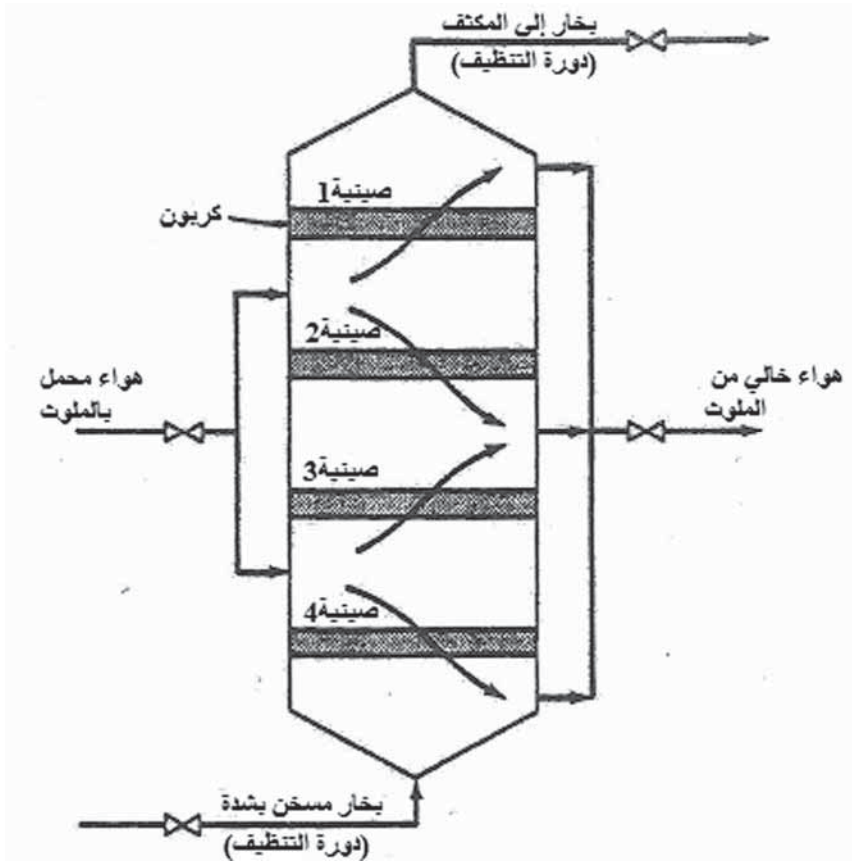 بخار إلى المكثف
(دورة التنظيف)
صينية1
كربون
صينية2
هواء محمل
بالملوث
هواء خالي من
الملوث
صينية3
صينية4
بخار مسخن بشدة
(دورة التنظيف)